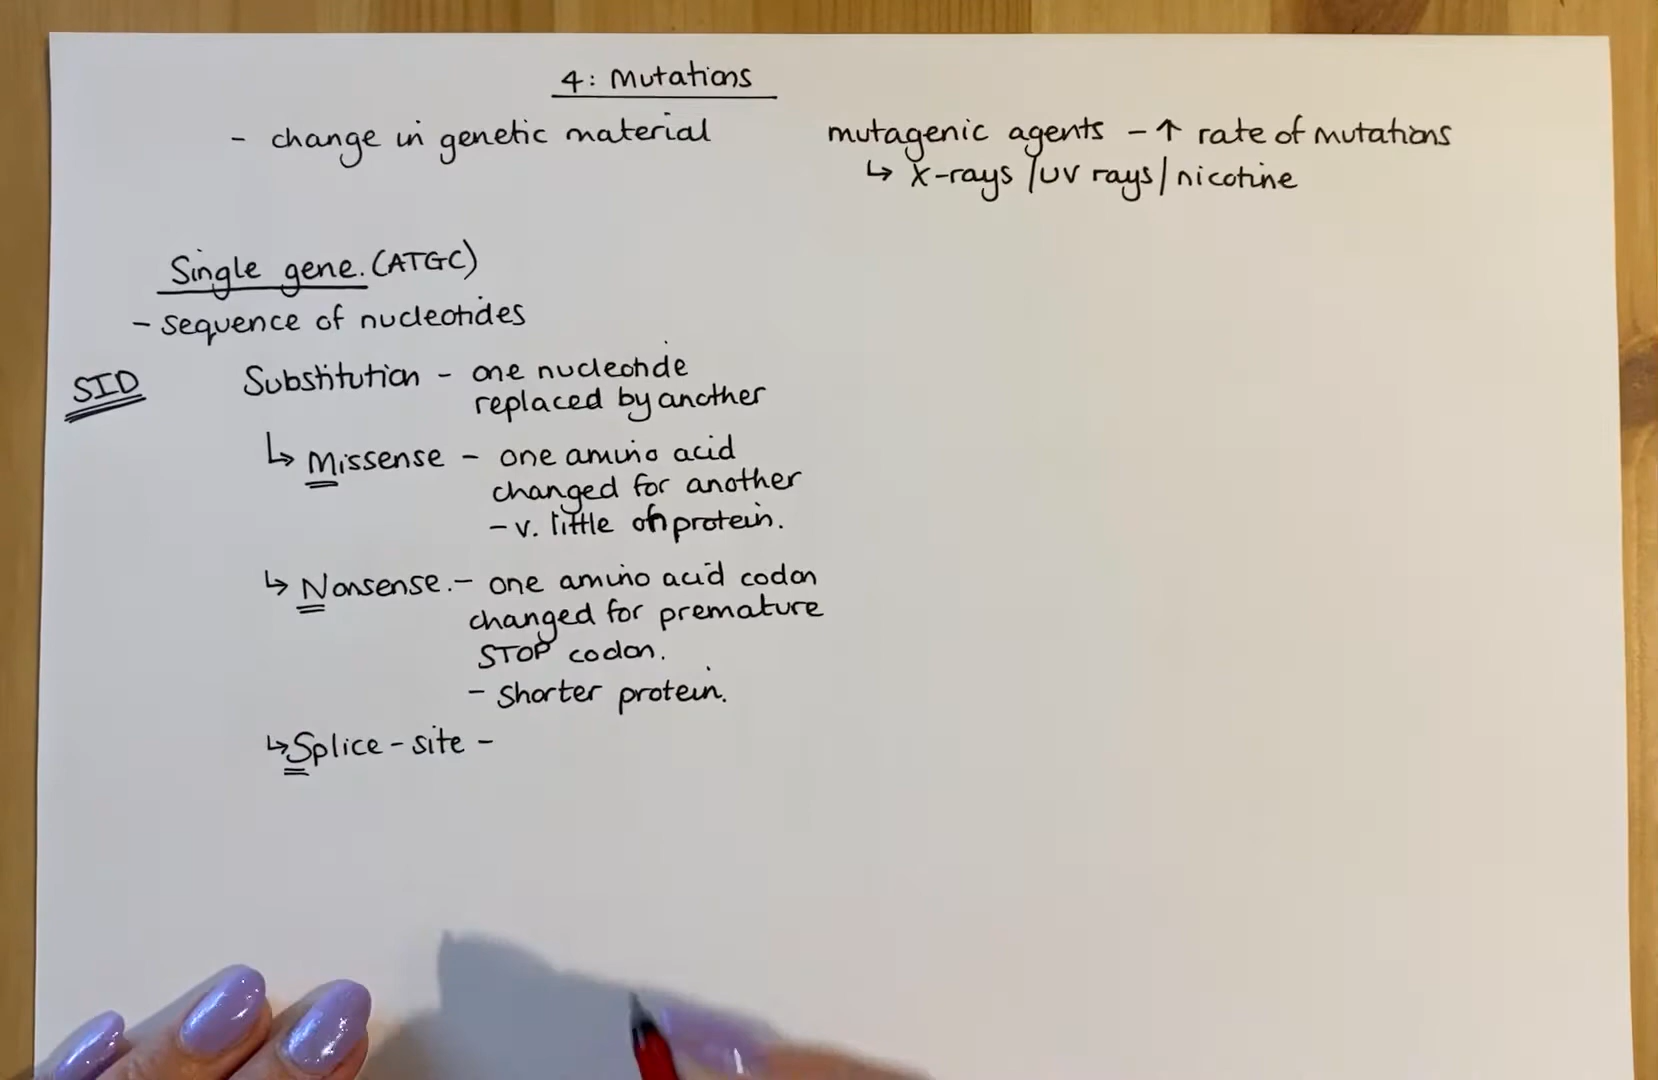 4: Mutations
- change in genetic material
mutagenic agents - ↑ rate of mutations
↳ X-rays / UV rays / nicotine
Single gene. (ATGC)
- sequence of nucleotides
SID
Substitution - one nucleotide
replaced by another
↳ Missense - one amino acid
changed for another
- v. little on protein.
↳ Nonsense. - one amino acid codon
changed for premature
STOP codon.
- shorter protein.
↳ Splice-site -